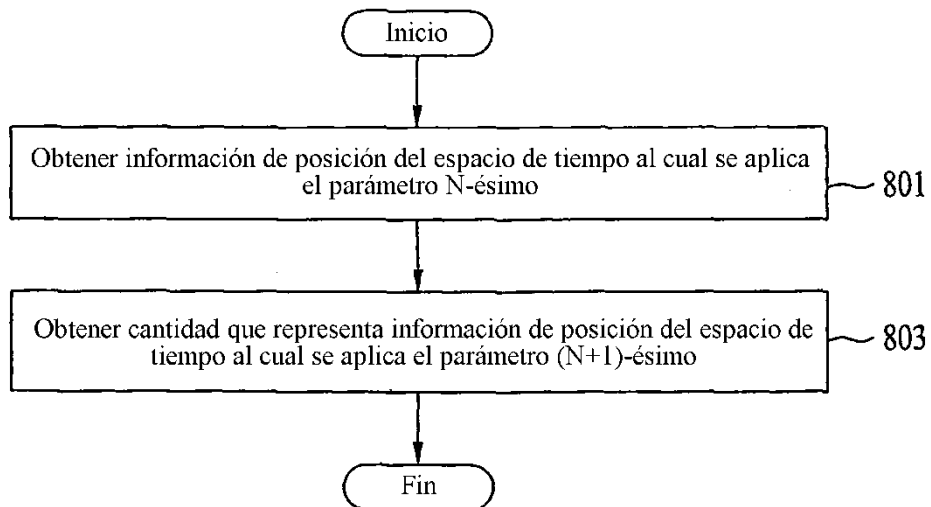 Inicio
Obtener información de posición del espacio de tiempo al cual se aplica
el parámetro N-ésimo
801
Obtener cantidad que representa información de posición del espacio de
tiempo al cual se aplica el parámetro (N+1)-ésimo
803
Fin